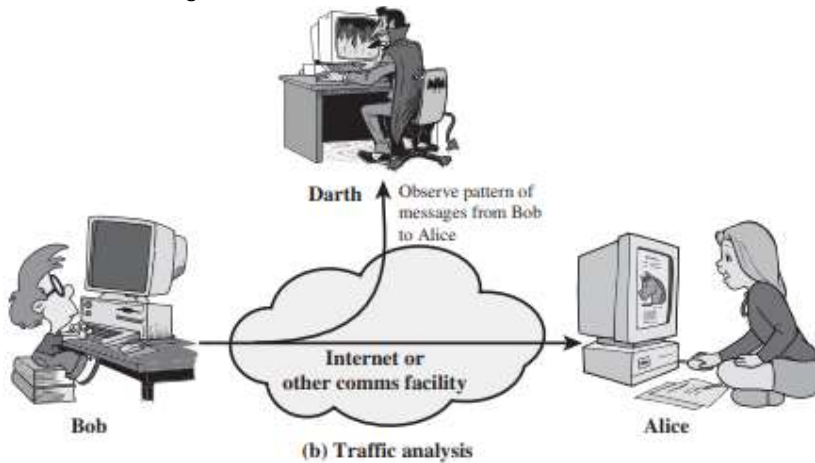 Darth
Observe pattern of
messages from Bob
to Alice
Internet or
other comms facility
Bob
Alice
(b) Traffic analysis